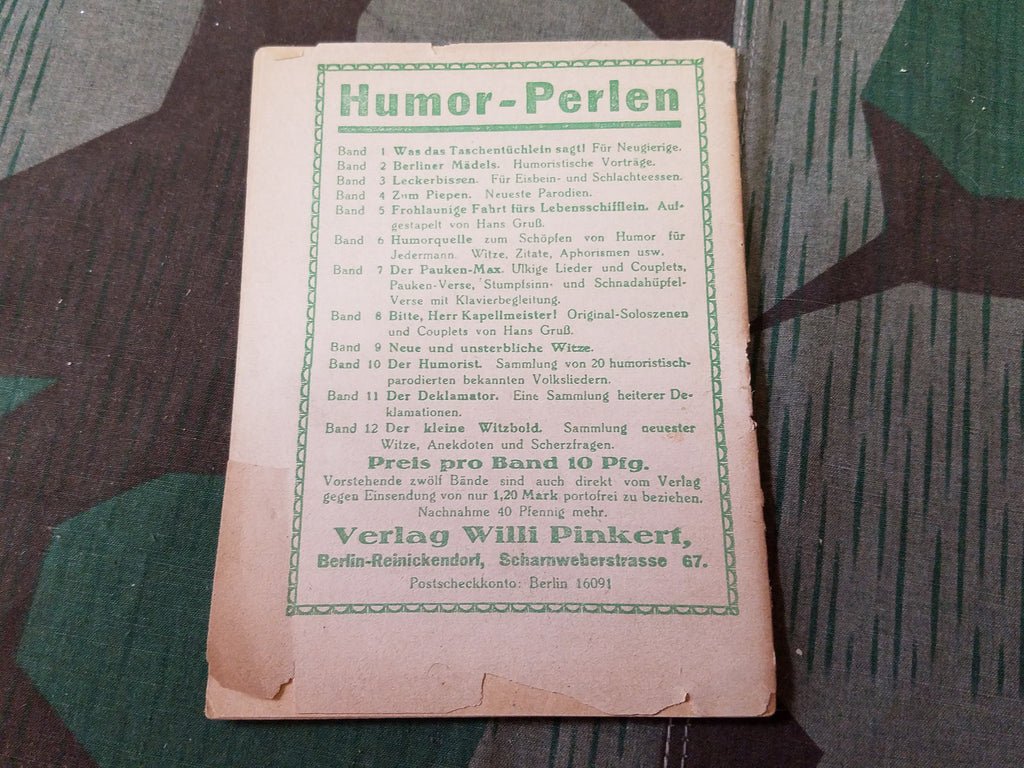 Humor-Perlen
Band 1 Was das Taschentüchlein sagt! Für Neugierige.
Band 2 Berliner Mädels. Humoristische Vorträge.
Band 3 Leckerbissen. Für Eisbein- und Schlachteessen.
Band 4 Zum Piepen. Neueste Parodien.
Band 5 Frohlaunige Fahrt fürs Lebensschifflein. Auf-
gestapelt von Hans Gruß.
Band 6 Humorquelle zum Schöpfen von Humor für
Jedermann. Witze, Zitate, Aphorismen usw.
Band 7 Der Pauken-Max. Ulkige Lieder und Couplets,
Pauken-Verse, Stumpfsinn- und Schnadahüpfel-
Verse mit Klavierbegleitung.
Band 8 Bitte, Herr Kapellmeister! Original-Soloszenen
und Couplets von Hans Gruß.
Band 9 Neue und unsterbliche Witze.
Band 10 Der Humorist. Sammlung von 20 humoristisch-
parodierten bekannten Volksliedern.
Band 11 Der Deklamator. Eine Sammlung heiterer De-
klamationen.
Band 12 Der kleine Witzbold. Sammlung neuester
Witze, Anekdoten und Scherzfragen.
Preis pro Band 10 Pfg.
Vorstehende zwölf Bände sind auch direkt vom Verlag
gegen Einsendung von nur 1,20 Mark portofrei zu beziehen.
Nachnahme 40 Pfennig mehr.
Verlag Willi Pinkert,
Berlin-Reinickendorf, Scharnweberstrasse 67.
Postscheckkonto: Berlin 16091